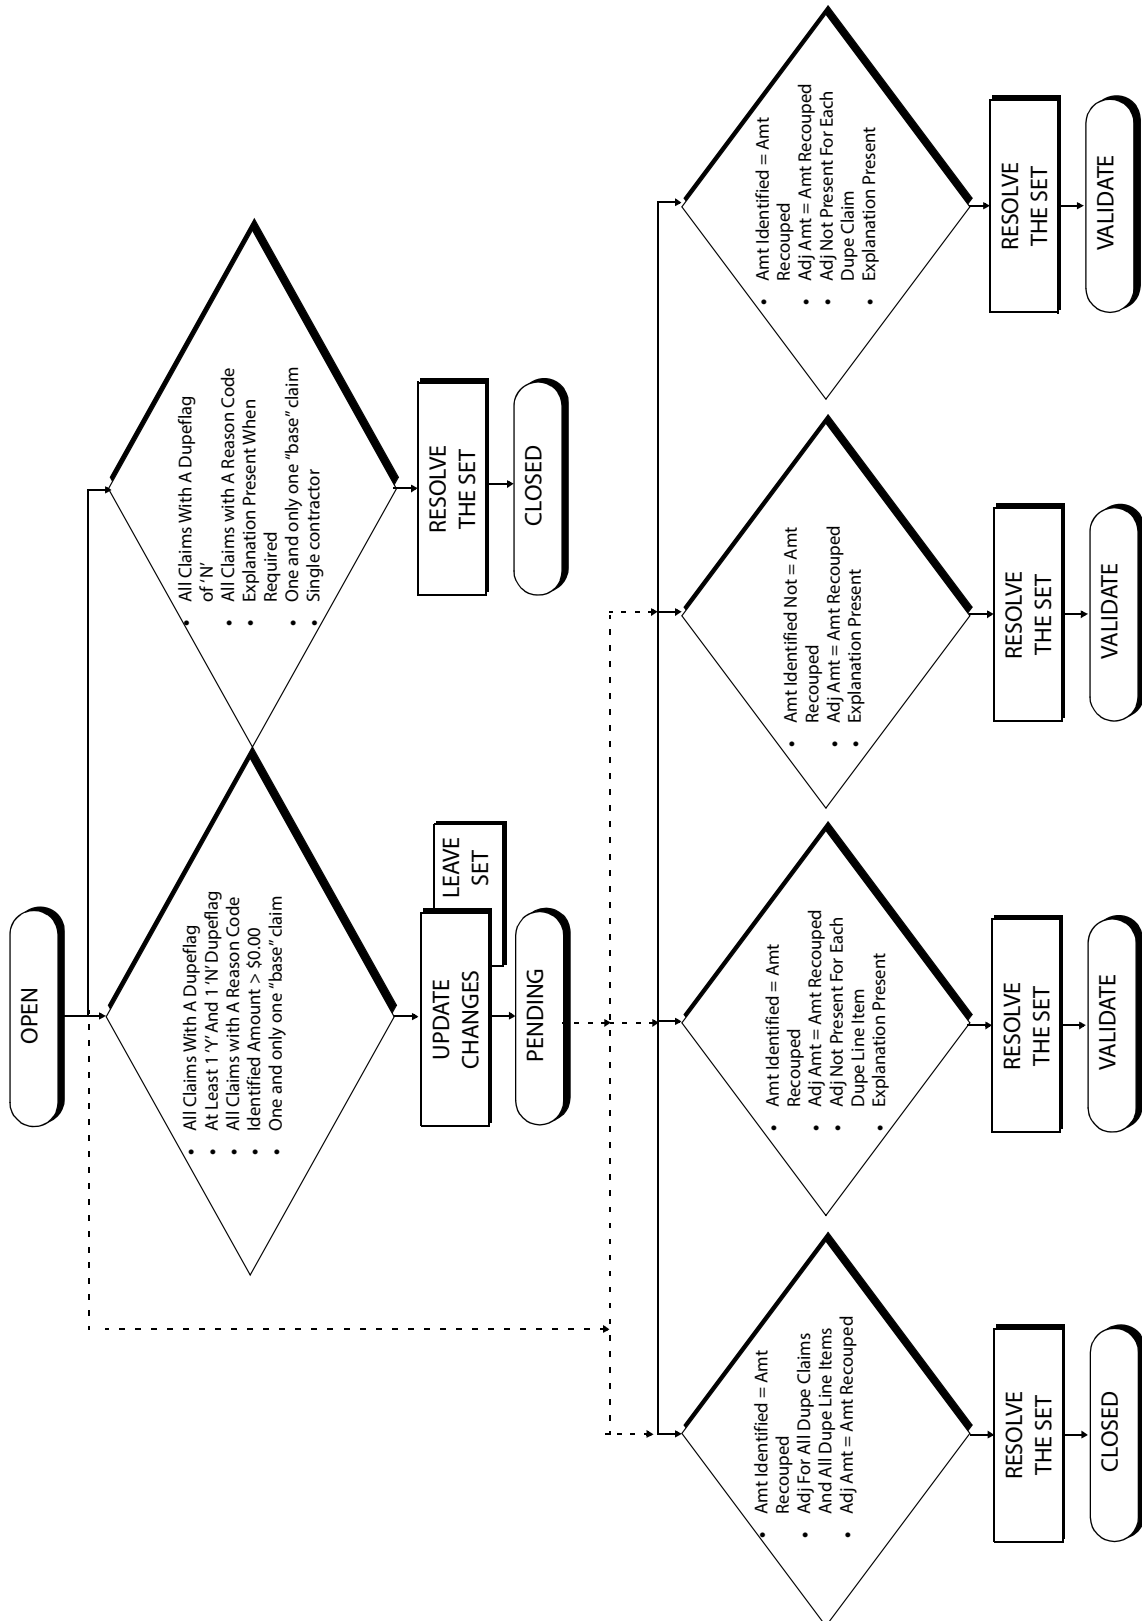 OPEN
• All Claims With A Dupeflag
• At Least 1 'Y' And 1 'N' Dupeflag
• All Claims with A Reason Code
• Identified Amount > $0.00
• One and only one "base" claim
UPDATE
CHANGES
LEAVE
SET
PENDING
• All Claims With A Dupeflag
of 'N'
• All Claims with A Reason Code
• Explanation Present When
Required
• One and only one "base" claim
• Single contractor
RESOLVE
THE SET
CLOSED
• Amt Identified = Amt
Recouped
• Adj For All Dupe Claims
And All Dupe Line Items
• Adj Amt = Amt Recouped
RESOLVE
THE SET
CLOSED
• Amt Identified = Amt
Recouped
• Adj Amt = Amt Recouped
• Adj Not Present For Each
Dupe Line Item
• Explanation Present
RESOLVE
THE SET
VALIDATE
• Amt Identified Not = Amt
Recouped
• Adj Amt = Amt Recouped
• Explanation Present
RESOLVE
THE SET
VALIDATE
• Amt Identified = Amt
Recouped
• Adj Amt = Amt Recouped
• Adj Not Present For Each
Dupe Claim
• Explanation Present
RESOLVE
THE SET
VALIDATE